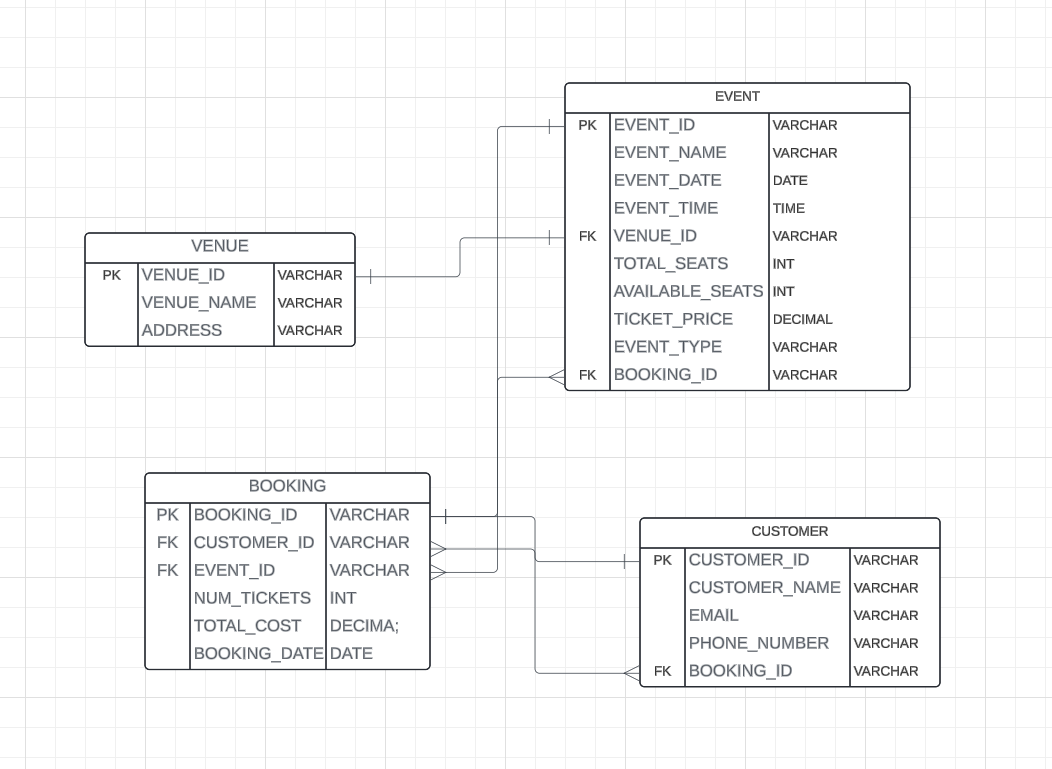 EVENT
PK EVENT_ID VARCHAR
EVENT_NAME VARCHAR
EVENT_DATE DATE
EVENT_TIME TIME
FK VENUE_ID VARCHAR
TOTAL_SEATS INT
AVAILABLE_SEATS INT
TICKET_PRICE DECIMAL
EVENT_TYPE VARCHAR
FK BOOKING_ID VARCHAR
VENUE
PK VENUE_ID VARCHAR
VENUE_NAME VARCHAR
ADDRESS VARCHAR
BOOKING
PK BOOKING_ID VARCHAR
FK CUSTOMER_ID VARCHAR
FK EVENT_ID VARCHAR
NUM_TICKETS INT
TOTAL_COST DECIMA;
BOOKING_DATE DATE
CUSTOMER
PK CUSTOMER_ID VARCHAR
CUSTOMER_NAME VARCHAR
EMAIL VARCHAR
PHONE_NUMBER VARCHAR
FK BOOKING_ID VARCHAR